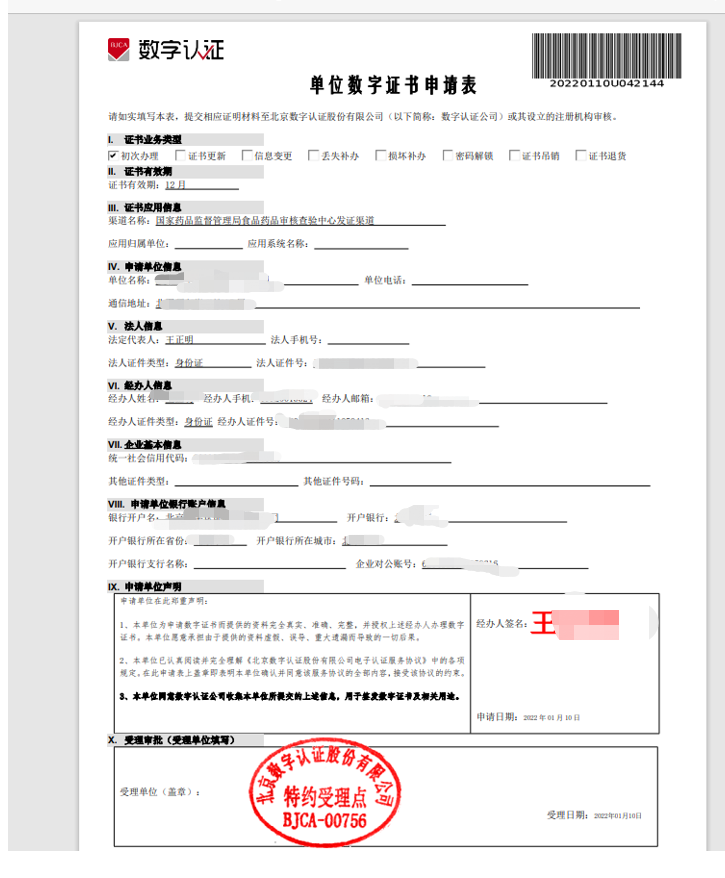 BJCA 数字认证
20220110U042144
单位数字证书申请表
请如实填写本表，提交相应证明材料至北京数字认证股份有限公司（以下简称：数字认证公司）或其设立的注册机构审核。
I. 证书业务类型
初次办理 证书更新 信息变更 丢失补办 损坏补办 密码解锁 证书吊销 证书退货
II. 证书有效期
证书有效期：12月
III. 证书应用信息
渠道名称：国家药品监督管理局食品药品审核查验中心发证渠道
应用归属单位： 应用系统名称：
IV. 申请单位信息
单位名称： 单位电话：
通信地址：
V. 法人信息
法定代表人：王正明 法人手机号：
法人证件类型：身份证 法人证件号：
VI. 经办人信息
经办人姓名： 经办人手机： 经办人邮箱：
经办人证件类型：身份证 经办人证件号：
VII. 企业基本信息
统一社会信用代码：
其他证件类型： 其他证件号码：
VIII. 申请单位银行账户信息
银行开户名： 开户银行：
开户银行所在省份： 开户银行所在城市：
开户银行支行名称： 企业对公账号：
IX. 申请单位声明
申请单位在此郑重声明：
1、本单位为申请数字证书而提供的资料完全真实、准确、完整，并授权上述经办人办理数字
证书。本单位愿意承担由于提供的资料虚假、误导、重大遗漏而导致的一切后果。
2、本单位已认真阅读并完全理解《北京数字认证股份有限公司电子认证服务协议》中的各项
规定。在此申请表上盖章即表明本单位确认并同意该服务协议的全部内容，接受该协议的约束。
3、本单位同意数字认证公司收集本单位所提交的上述信息，用于签发数字证书及相关用途。
经办人签名：王
申请日期：2022 年 01 月 10 日
X. 受理审批（受理单位填写）
受理单位（盖章）：
北京数字认证股份有限公司
特约受理点
BJCA-00756
受理日期：2022年01月10日